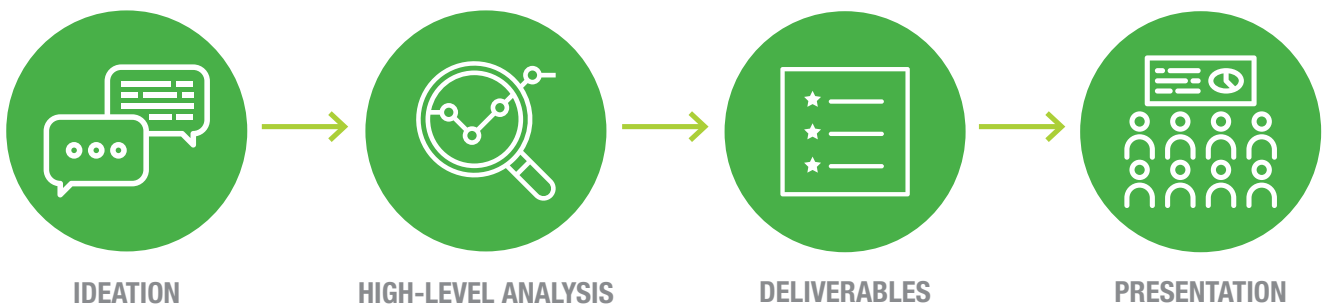 IDEATION
HIGH-LEVEL ANALYSIS
DELIVERABLES
PRESENTATION